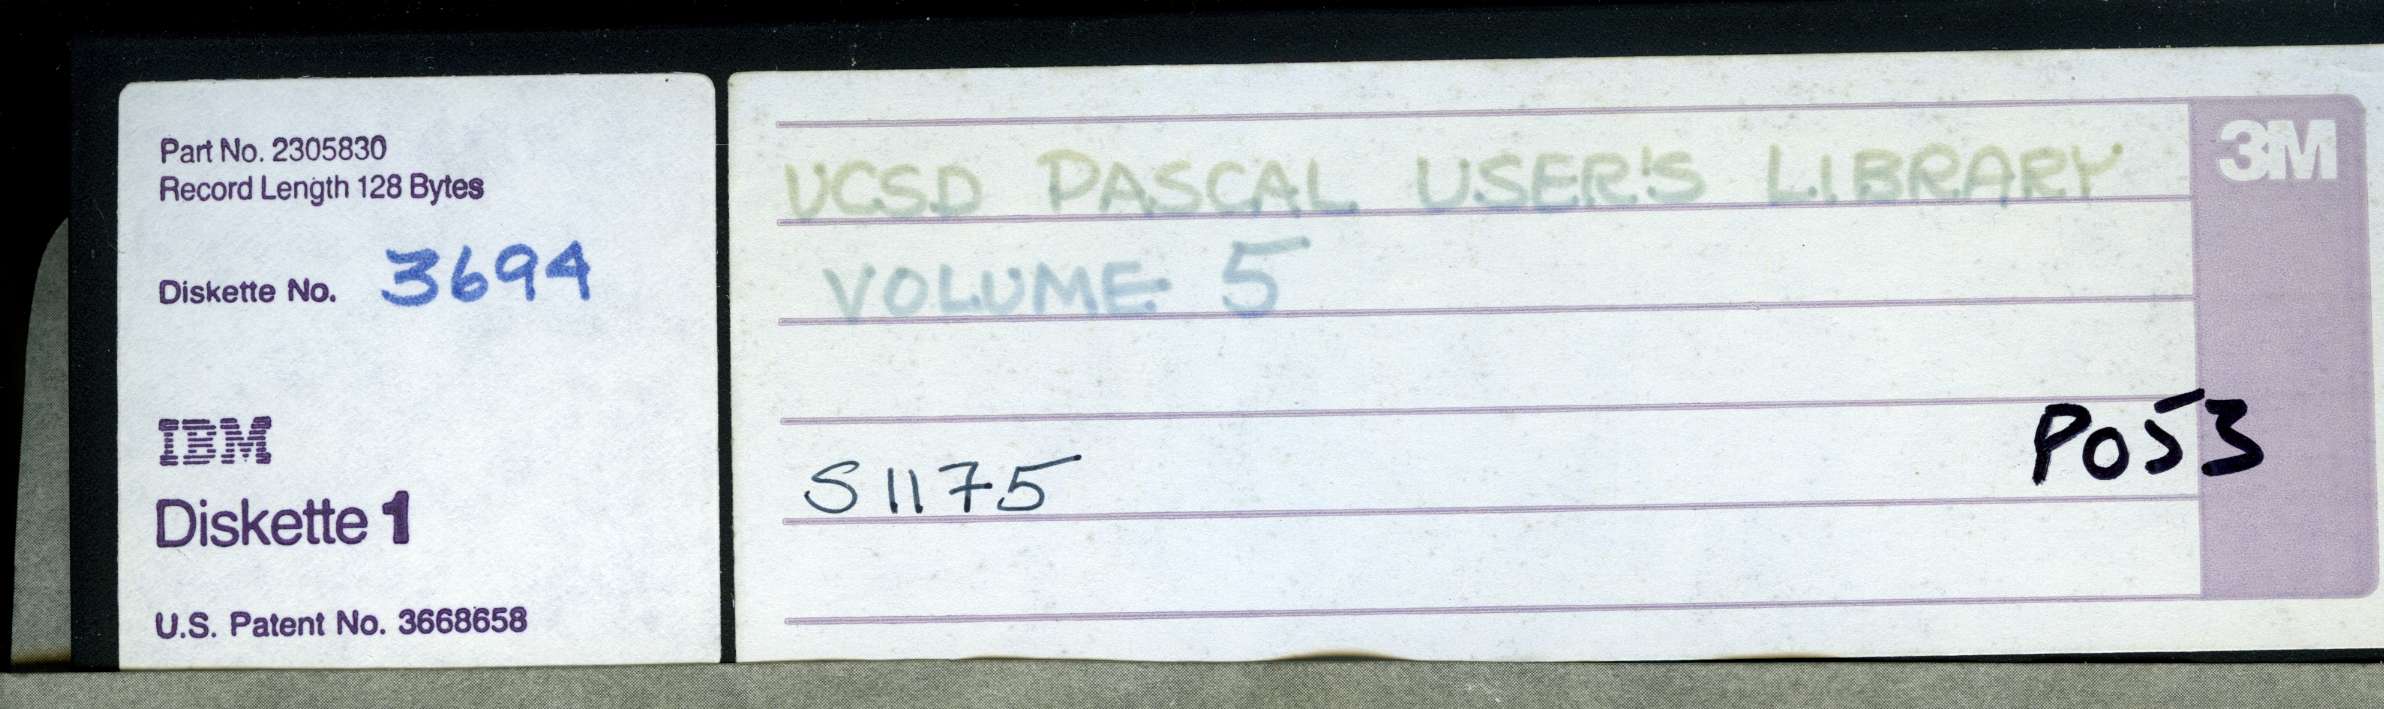 Part No. 2305830
Record Length 128 Bytes
Diskette No. 3694
IBM
Diskette 1
U.S. Patent No. 3668658
UCSD PASCAL USER'S LIBRARY
VOLUME 5
3M
P053
S1175